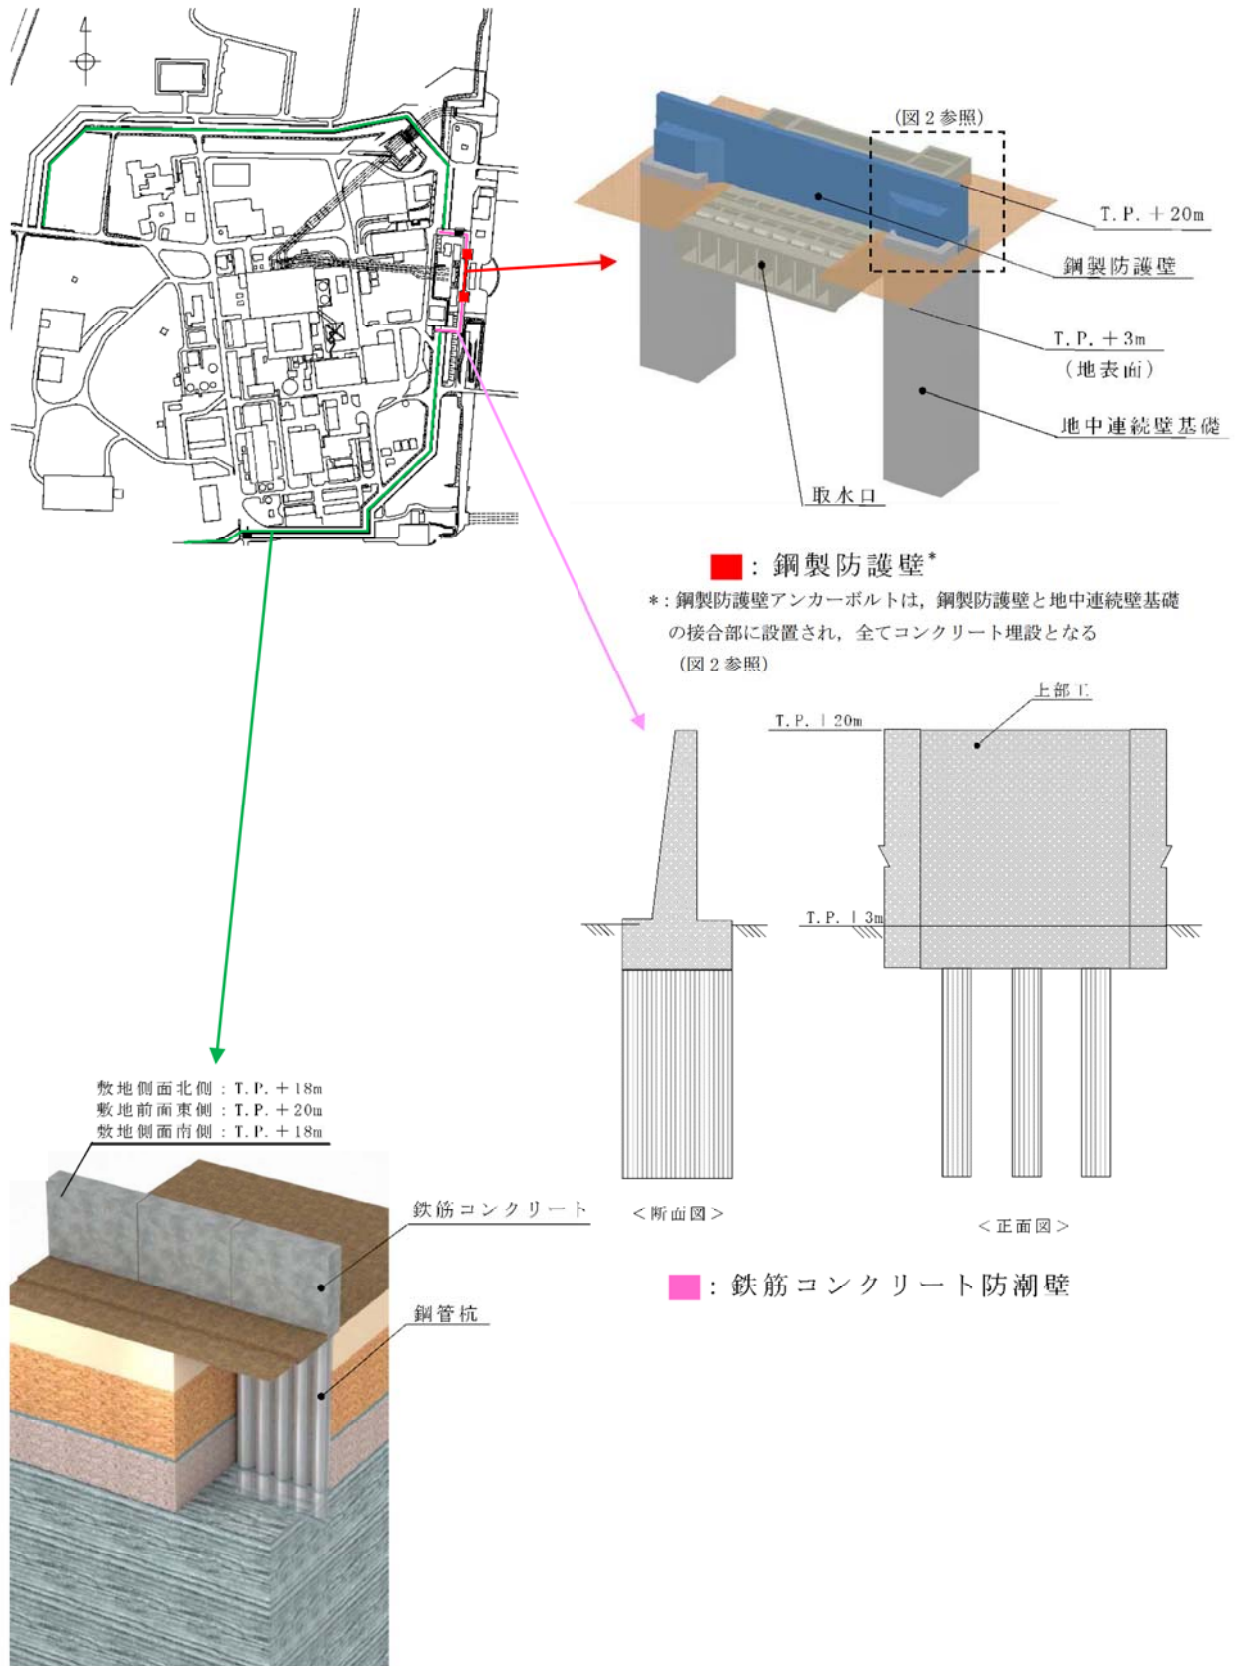 (図2参照)
T.P.+20m
鋼製防護壁
T.P.+3m
(地表面)
地中連続壁基礎
取水口
:鋼製防護壁*
*:鋼製防護壁アンカーボルトは,鋼製防護壁と地中連続壁基礎
の接合部に設置され,全てコンクリート埋設となる
(図2参照)
上部工
T.P.+20m
T.P.+3m
<断面図>
<正面図>
:鉄筋コンクリート防潮壁
敷地側面北側:T.P.+18m
敷地前面東側:T.P.+20m
敷地側面南側:T.P.+18m
鉄筋コンクリート
鋼管杭